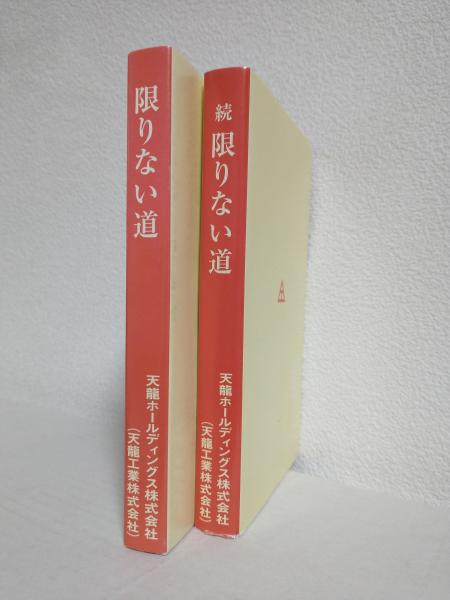 限りない道
天龍ホールディングス株式会社
（天龍工業株式会社）
続 限りない道
天龍ホールディングス株式会社
（天龍工業株式会社）